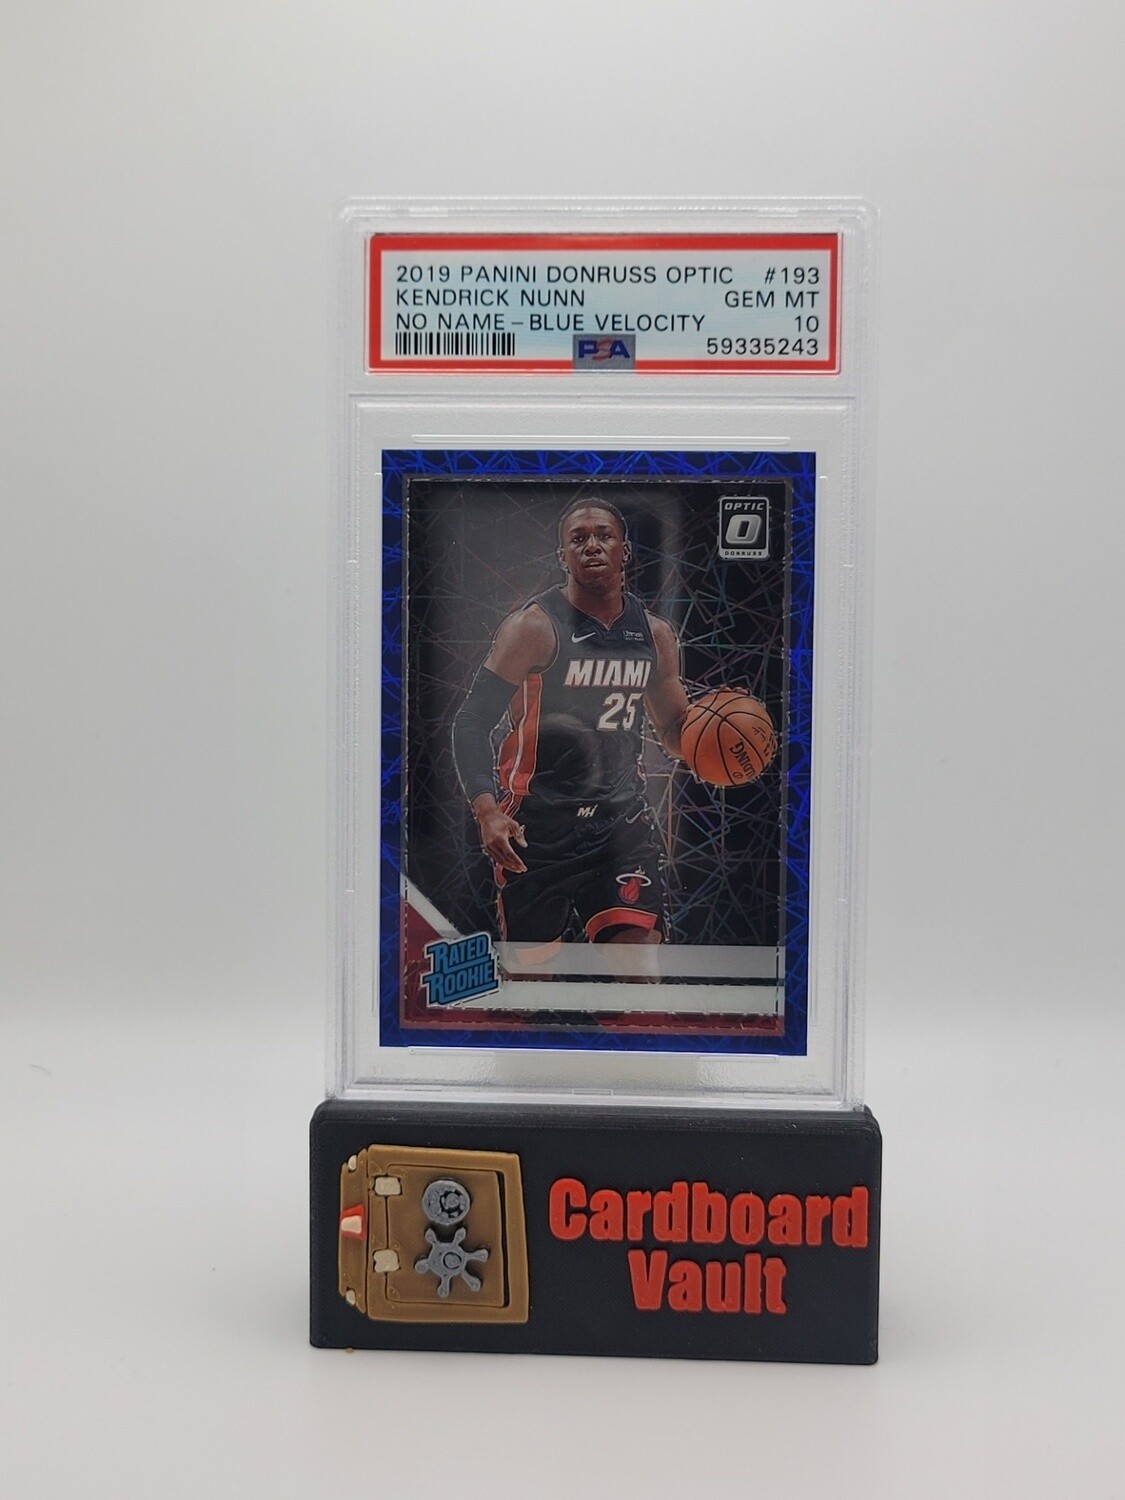 2019 PANINI DONRUSS OPTIC #193
KENDRICK NUNN GEM MT
NO NAME – BLUE VELOCITY 10
PSA 59335243
OPTIC
O
DONRUSS
MIAMI
25
MH
RATED
ROOKIE
Cardboard
Vault